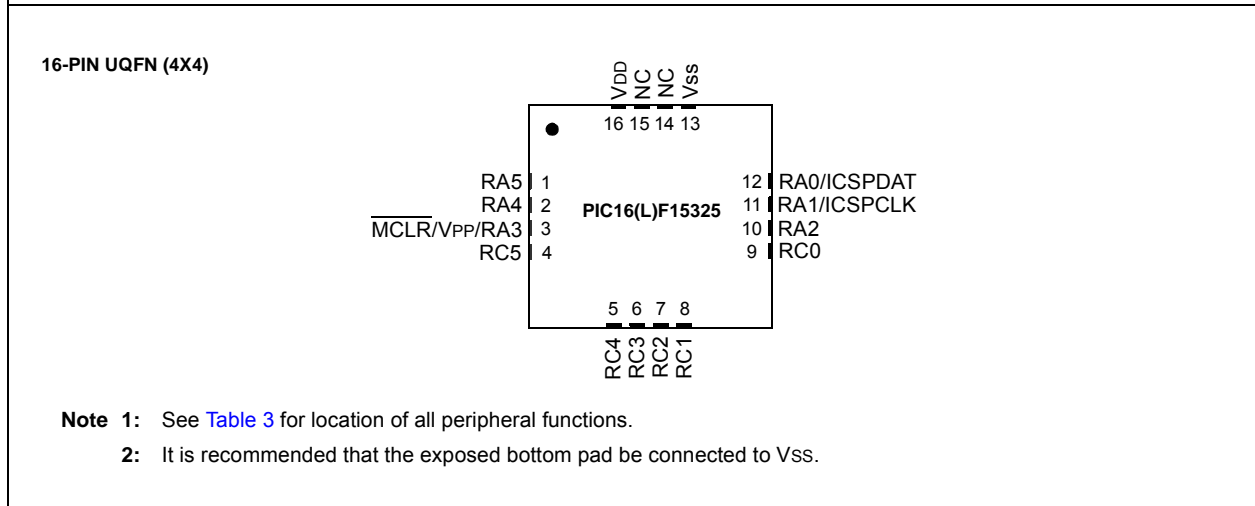 16-PIN UQFN (4X4)
VDD
NC
NC
Vss
16 15 14 13
RA5 1
RA4 2
MCLR/VPP/RA3 3
RC5 4
PIC16(L)F15325
12 RA0/ICSPDAT
11 RA1/ICSPCLK
10 RA2
9 RC0
5 6 7 8
RC4
RC3
RC2
RC1
Note 1: See Table 3 for location of all peripheral functions.
2: It is recommended that the exposed bottom pad be connected to VSS.